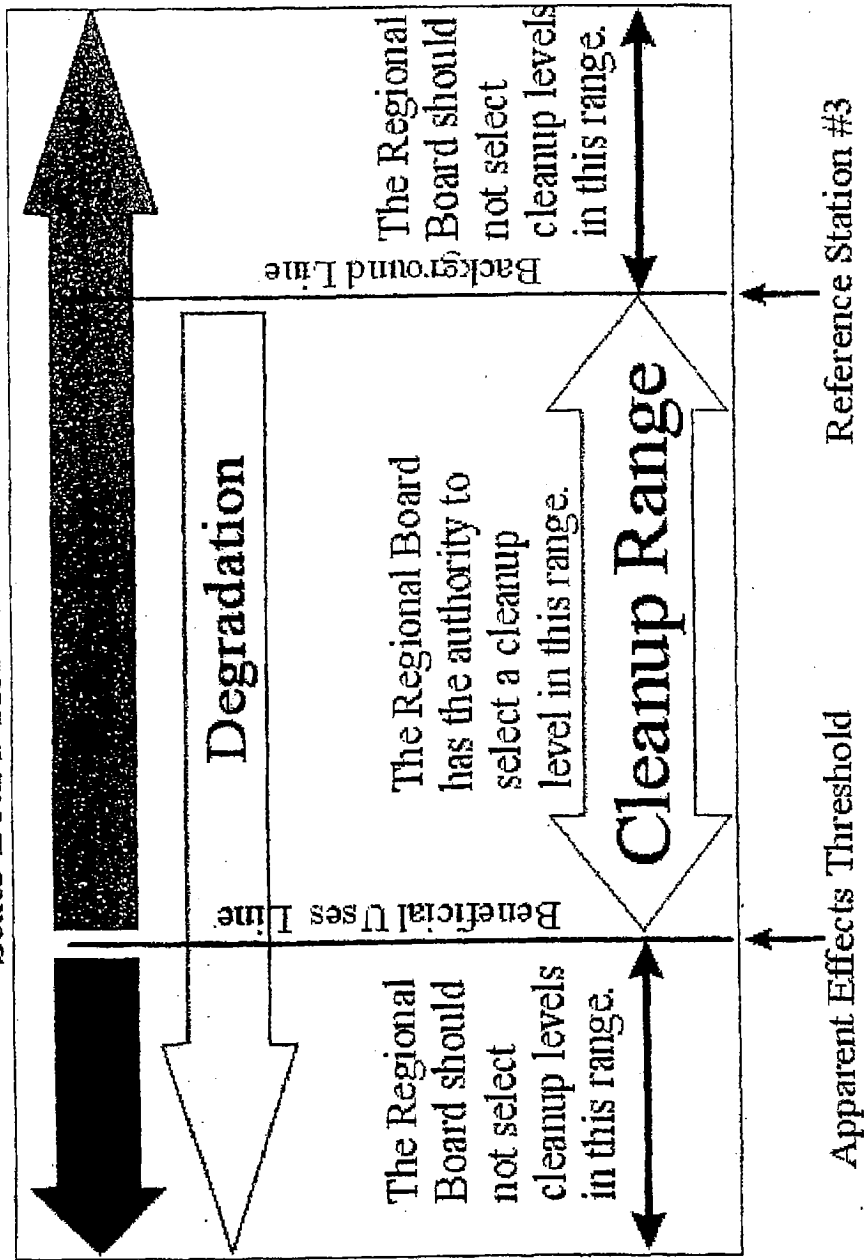 Degradation
Beneficial Uses Line
Background Line
The Regional
Board should
not select
cleanup levels
in this range.
The Regional Board
has the authority to
select a cleanup
level in this range.
The Regional
Board should
not select
cleanup levels
in this range.
Cleanup Range
Apparent Effects Threshold
Reference Station #3